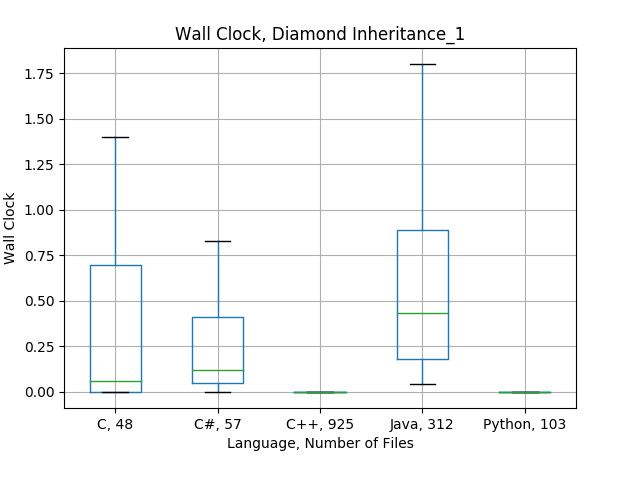 Wall Clock, Diamond Inheritance_1
1.75
1.50
1.25
1.00
0.75
0.50
0.25
0.00
Wall Clock
C, 48 C#, 57 C++, 925 Java, 312 Python, 103
Language, Number of Files